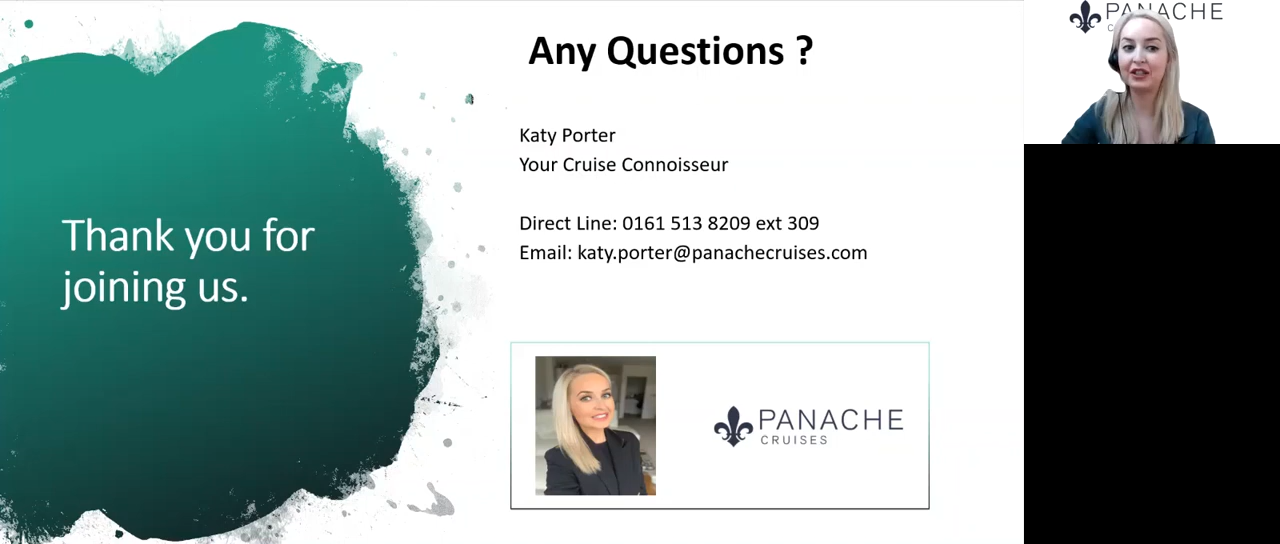 Any Questions ?
Katy Porter
Your Cruise Connoisseur
Direct Line: 0161 513 8209 ext 309
Email: katy.porter@panachecruises.com
Thank you for
joining us.
PANACHE
CRUISES
PANACHE